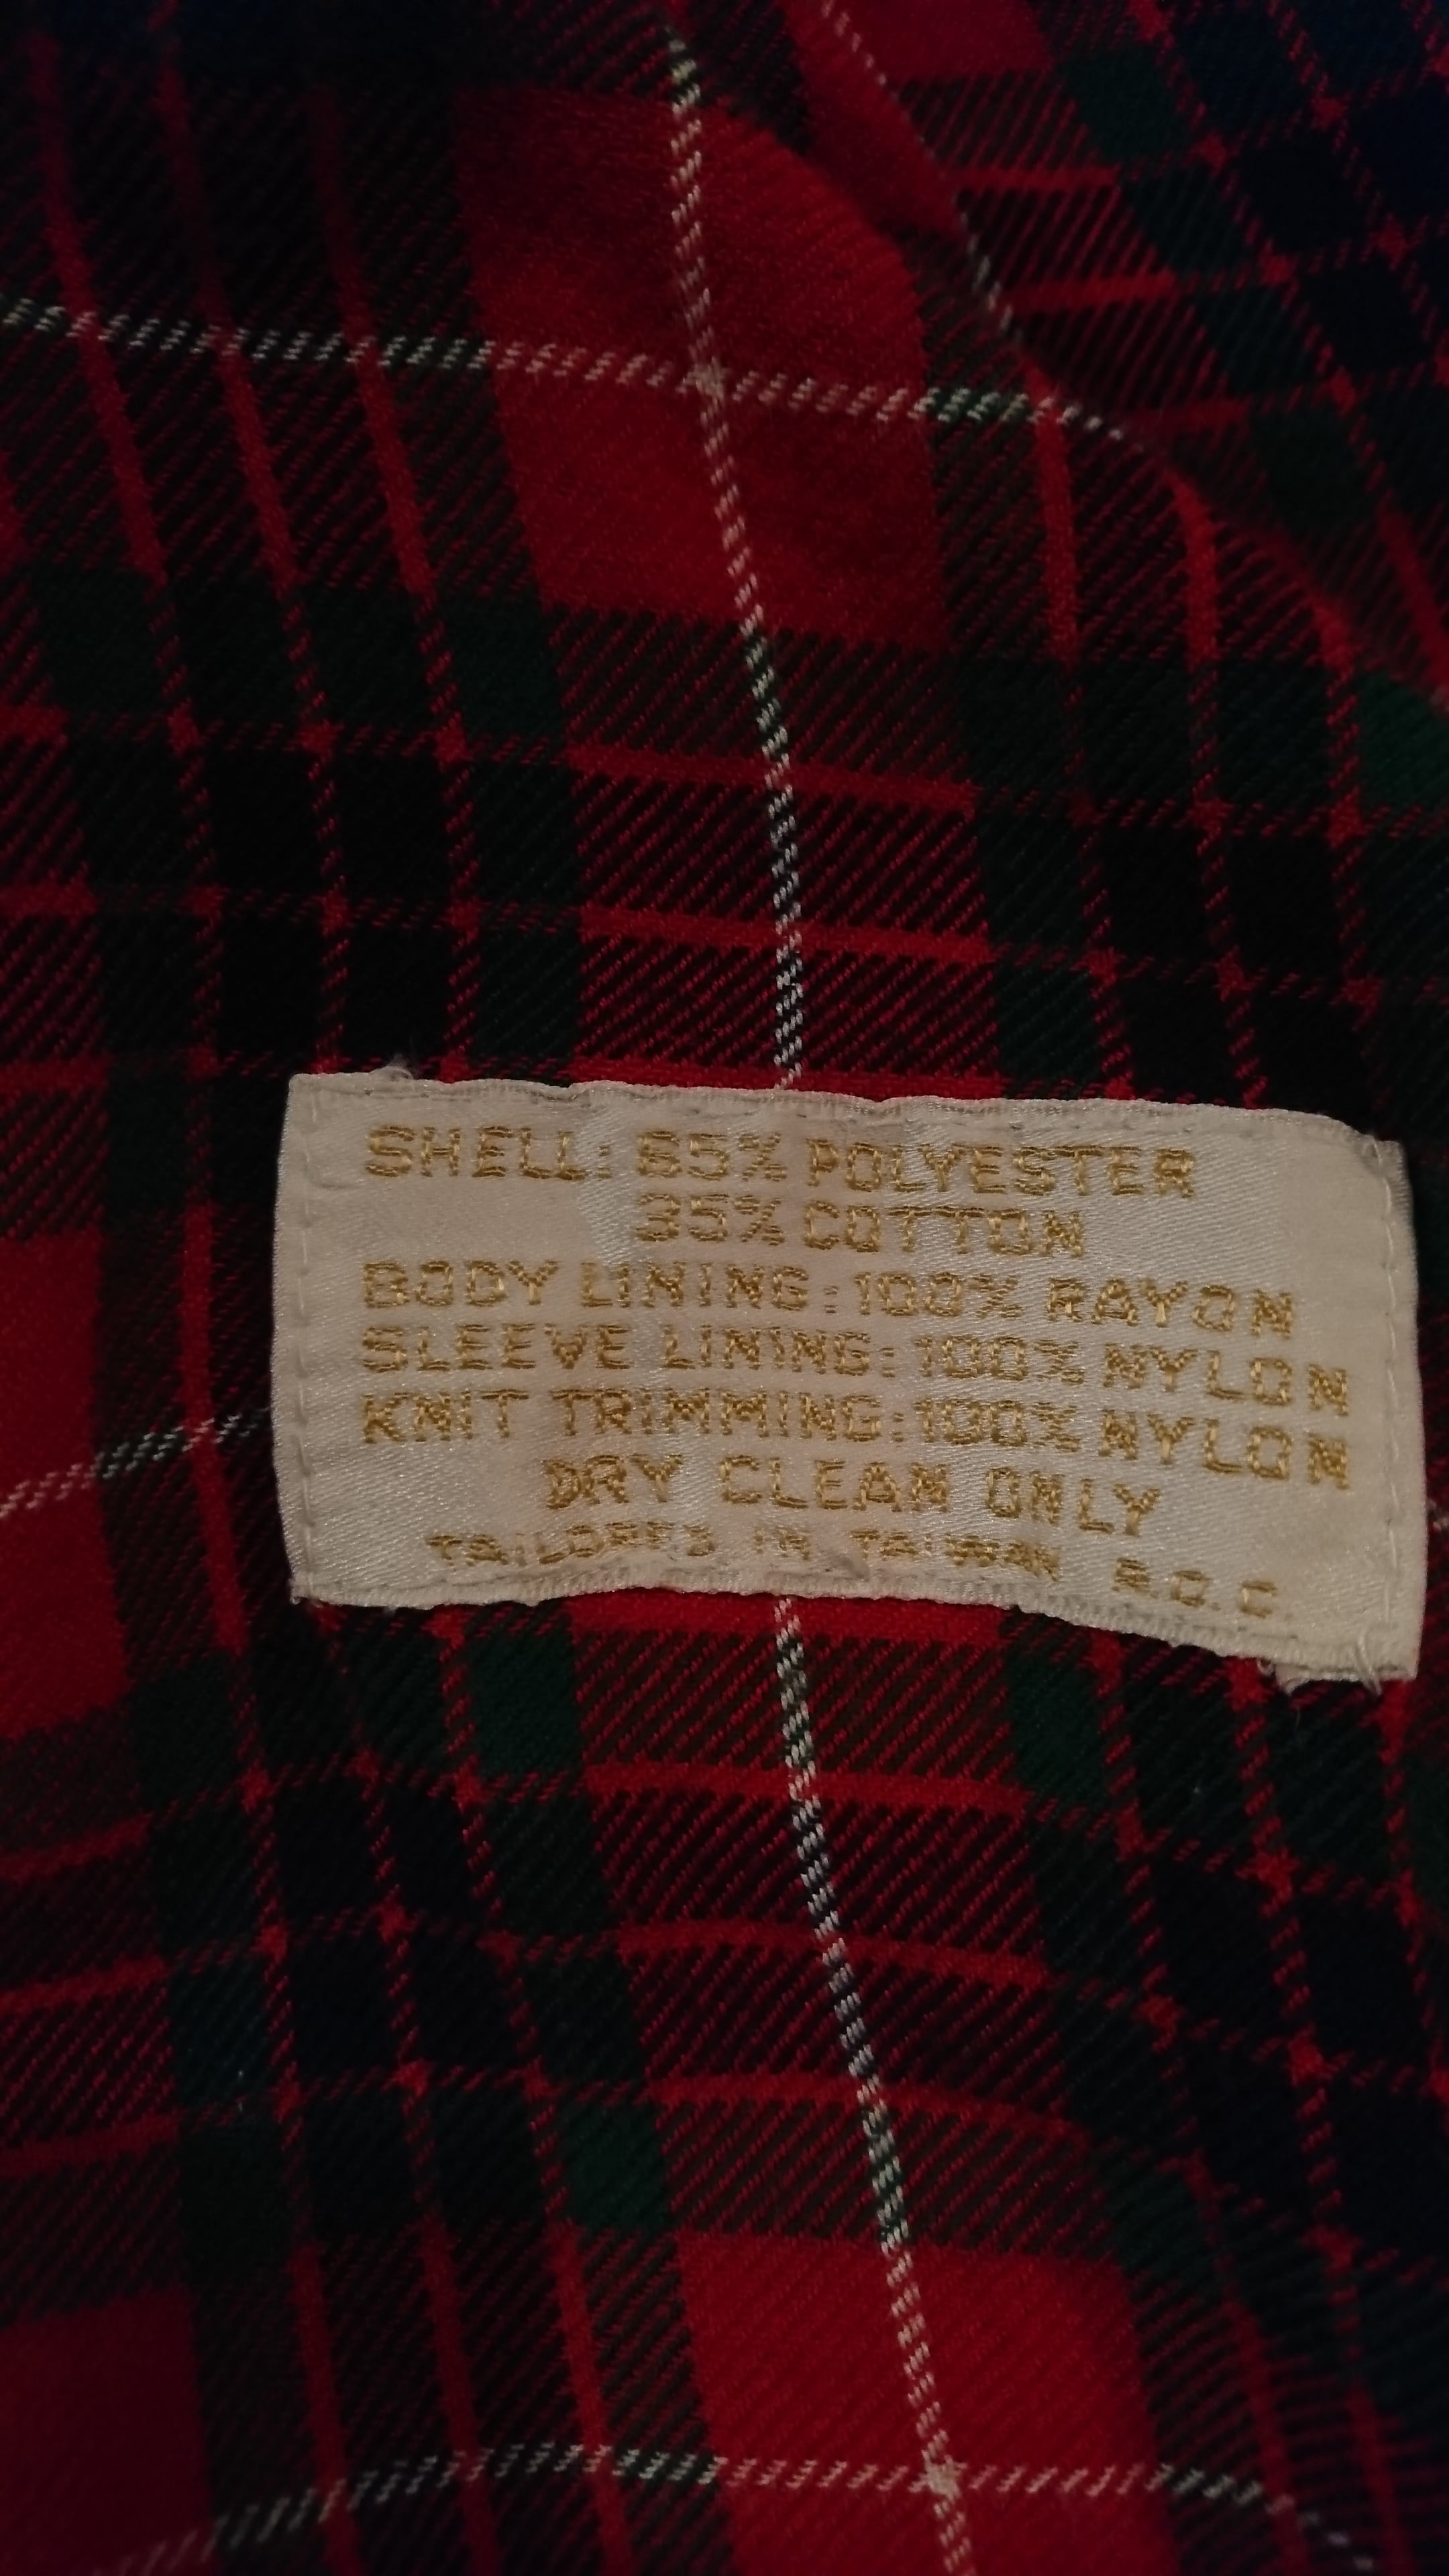 SHELL: 65% POLYESTER
35% COTTON
BODY LINING: 100% RAYON
SLEEVE LINING: 100% NYLON
KNIT TRIMMING: 100% NYLON
DRY CLEAN ONLY
TAILORED IN TAIWAN R.O.C